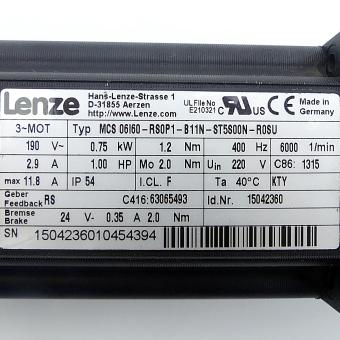 Lenze
Hans-Lenze-Strasse 1
D-31855 Aerzen
http://www.Lenze.com
UL File No
E210321
Made in
Germany
3~MOT Typ MCS 06I60-RS0P1-B11N-ST5S00N-R0SU
190 V~ 0.75 kW 1.2 Nm 400 Hz 6000 1/min
2.9 A 1.00 HP Mo 2.0 Nm Uin 220 V C86: 1315
max 11.8 A IP 54 I.CL. F Ta 40°C KTY
Geber
Feedback RS C416:63065493 Id.Nr. 15042360
Bremse
Brake 24 V- 0.35 A 2.0 Nm
SN 1504236010454394